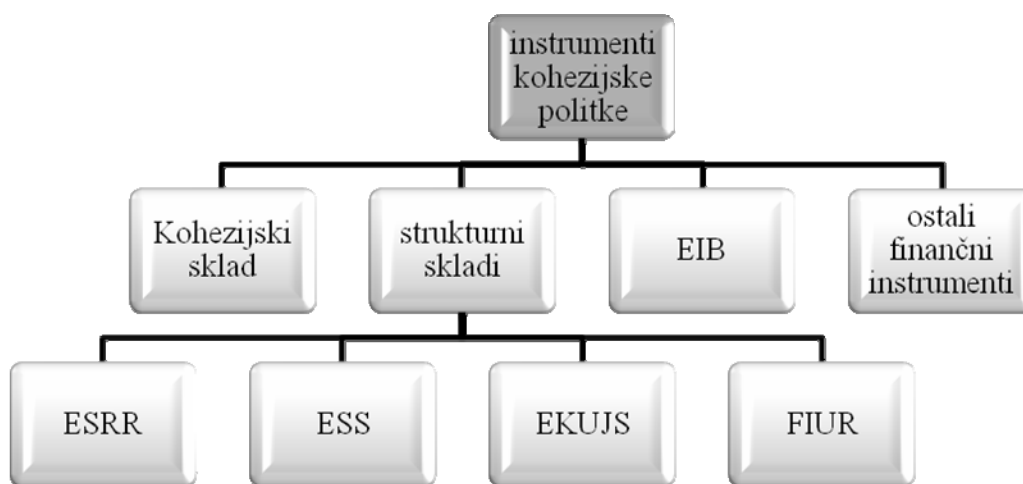 instrumenti
kohezijske
politke
Kohezijski
sklad
strukturni
skladi
EIB
ostali
finančni
instrumenti
ESRR
ESS
EKUJS
FIUR